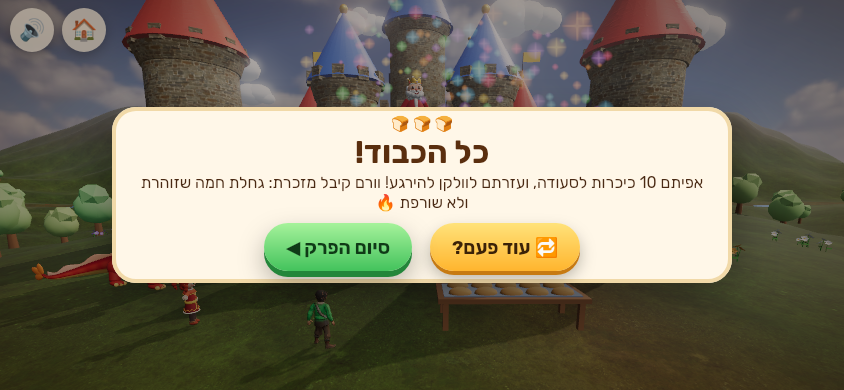 כל הכבוד!
אפיתם 10 כיכרות לסעודה, ועזרתם לוולקן להירגע! וורם קיבל מזכרת: גחלת חמה שזוהרת
ולא שורפת 🔥
🔁 עוד פעם?
סיום הפרק ◀